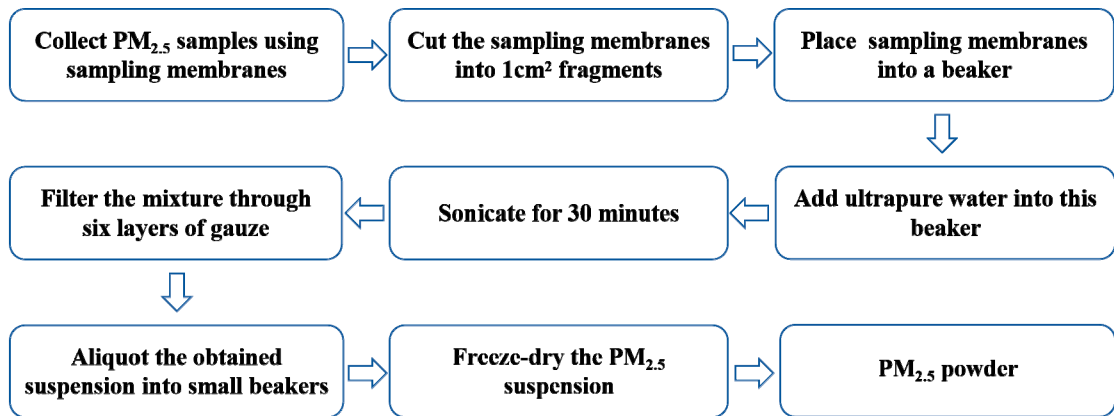 Collect PM2.5 samples using
sampling membranes
Cut the sampling membranes
into 1cm² fragments
Place sampling membranes
into a beaker
Add ultrapure water into this
beaker
Sonicate for 30 minutes
Filter the mixture through
six layers of gauze
Aliquot the obtained
suspension into small beakers
Freeze-dry the PM2.5
suspension
PM2.5 powder